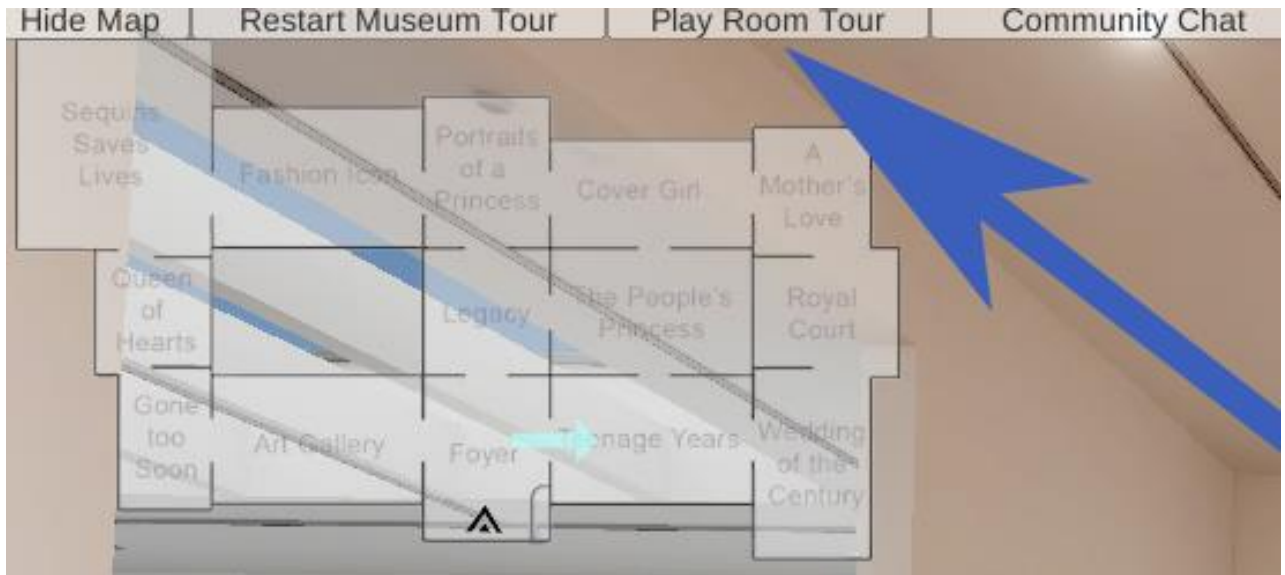 Hide Map
Restart Museum Tour
Play Room Tour
Community Chat
Sequins
Saves
Lives
Fashion Icon
Portraits
of a
Princess
Cover Girl
A
Mother's
Love
Queen
of
Hearts
Legacy
The People's
Princess
Royal
Court
Gone
too
Soon
Art Gallery
Foyer
Teenage Years
Wedding
of the
Century